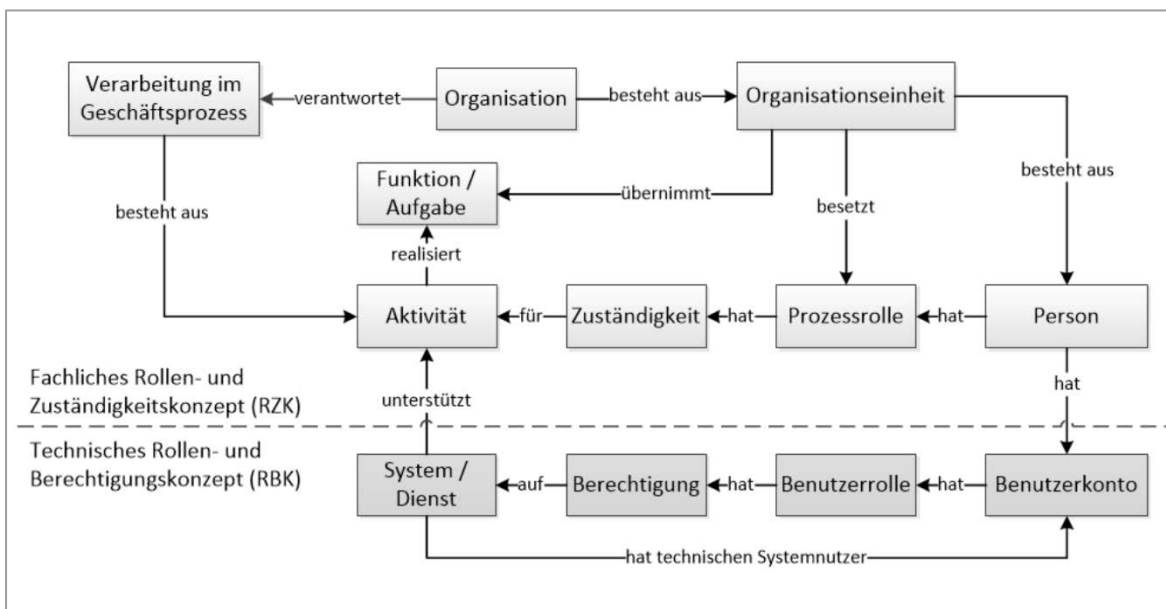 Verarbeitung im
Geschäftsprozess
verantwortet
Organisation
besteht aus
Organisationseinheit
Funktion /
Aufgabe
übernimmt
besteht aus
besteht aus
besetzt
realisiert
Aktivität
für
Zuständigkeit
hat
Prozessrolle
hat
Person
Fachliches Rollen- und
Zuständigkeitskonzept (RZK)
unterstützt
hat
Technisches Rollen- und
Berechtigungskonzept (RBK)
System /
Dienst
auf
Berechtigung
hat
Benutzerrolle
hat
Benutzerkonto
hat technischen Systemnutzer